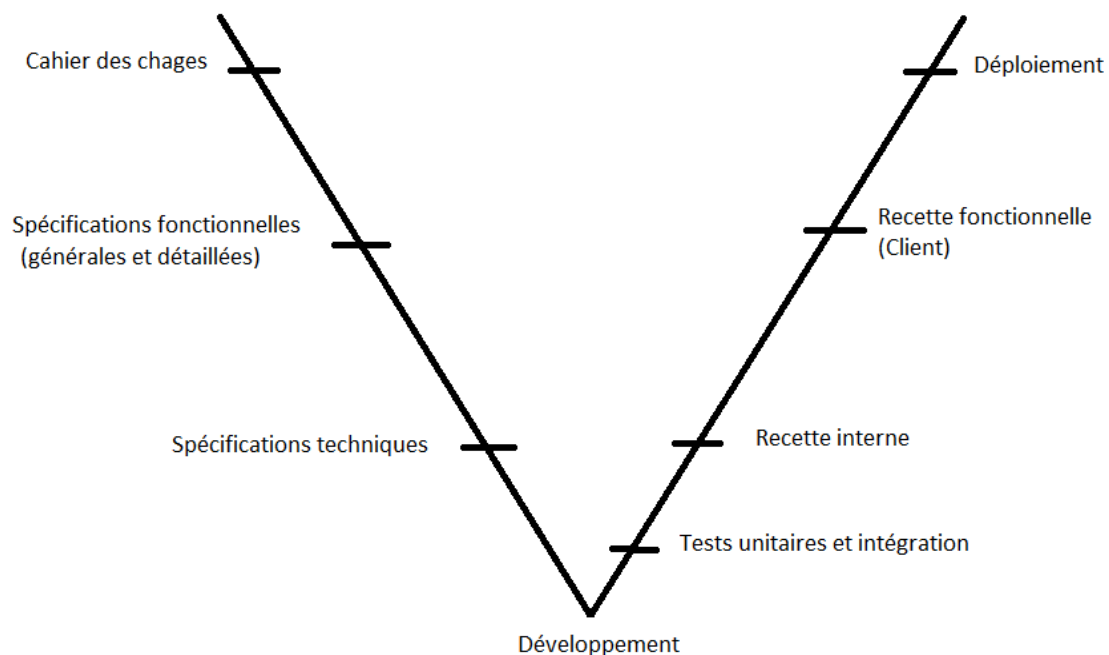 Cahier des chages
Déploiement
Spécifications fonctionnelles
(générales et détaillées)
Recette fonctionnelle
(Client)
Spécifications techniques
Recette interne
Tests unitaires et intégration
Développement